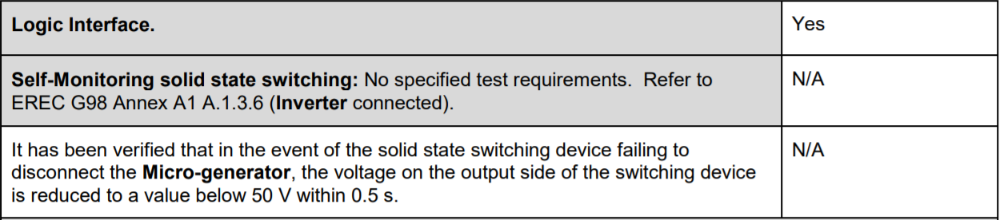 Logic Interface.
Yes
Self-Monitoring solid state switching: No specified test requirements.  Refer to
EREC G98 Annex A1 A.1.3.6 (Inverter connected).
N/A
It has been verified that in the event of the solid state switching device failing to
disconnect the Micro-generator, the voltage on the output side of the switching device
is reduced to a value below 50 V within 0.5 s.
N/A